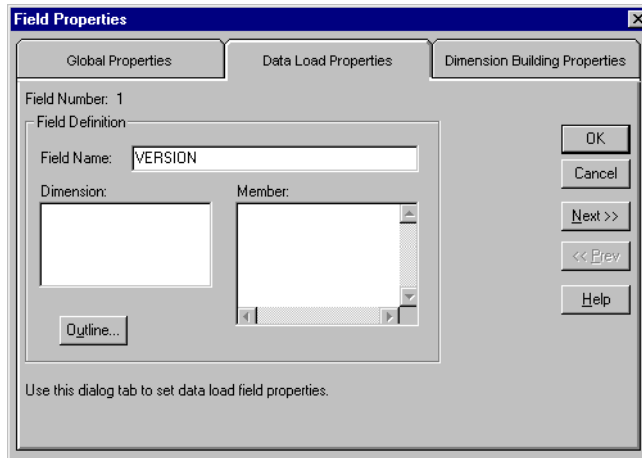 Field Properties
Global Properties
Data Load Properties
Dimension Building Properties
Field Number: 1
Field Definition
Field Name: VERSION
Dimension:
Member:
Outline...
OK
Cancel
Next >>
<< Prev
Help
Use this dialog tab to set data load field properties.